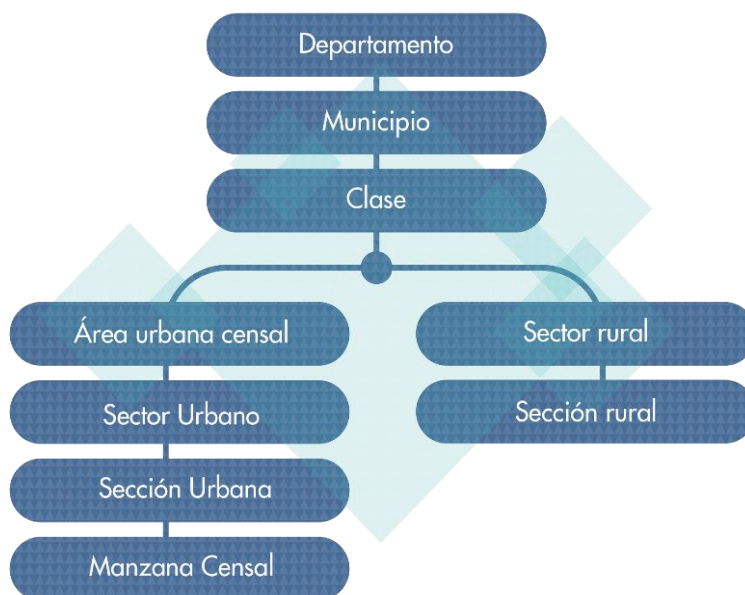 Departamento
Municipio
Clase
Área urbana censal
Sector Urbano
Sección Urbana
Manzana Censal
Sector rural
Sección rural